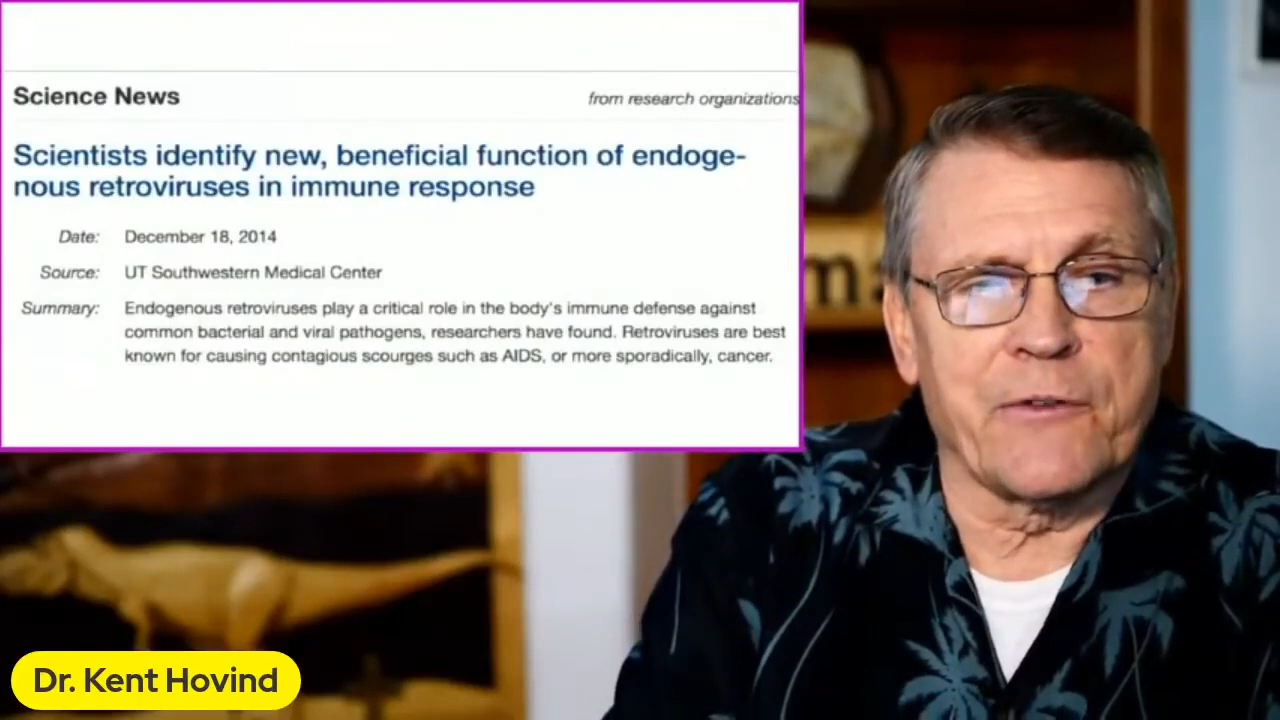 Science News
from research organizations
Scientists identify new, beneficial function of endoge-
nous retroviruses in immune response
Date: December 18, 2014
Source: UT Southwestern Medical Center
Summary: Endogenous retroviruses play a critical role in the body's immune defense against
common bacterial and viral pathogens, researchers have found. Retroviruses are best
known for causing contagious scourges such as AIDS, or more sporadically, cancer.
Dr. Kent Hovind